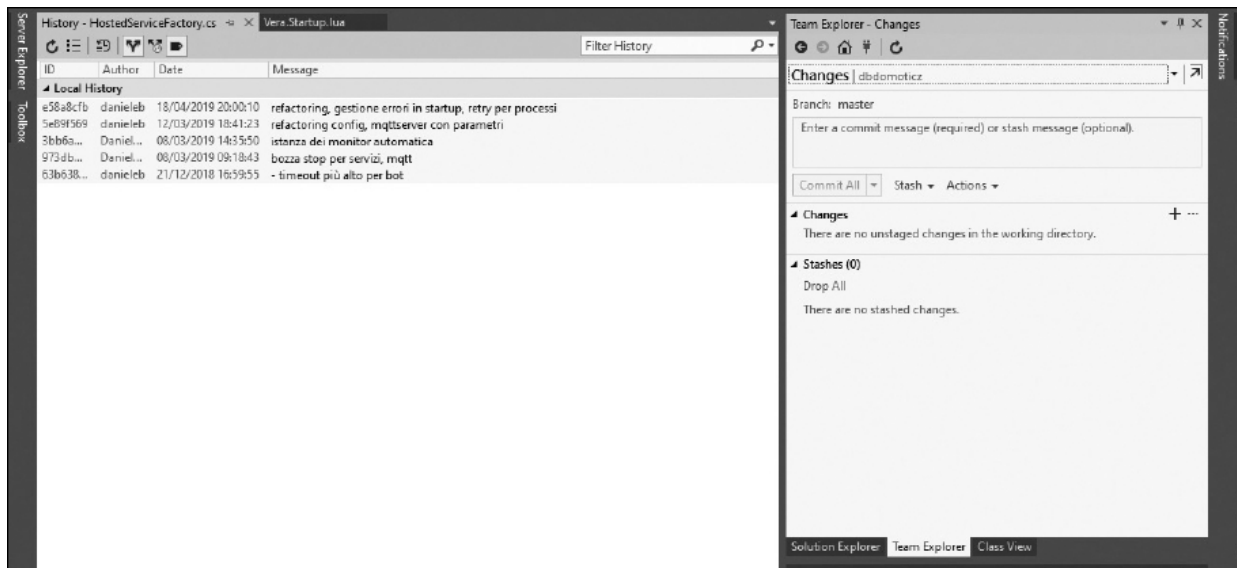 Server Explorer
Toolbox
History - HostedServiceFactory.cs
Vera.Startup.lua
Filter History
ID Author Date Message
Local History
e58a8cfb danieleb 18/04/2019 20:00:10 refactoring, gestione errori in startup, retry per processi
5e89f569 danieleb 12/03/2019 18:41:23 refactoring config, mqttserver con parametri
3bb6a... Daniel... 08/03/2019 14:35:50 istanza dei monitor automatica
973db... Daniel... 08/03/2019 09:18:43 bozza stop per servizi, mqtt
63b638... danieleb 21/12/2018 16:59:55 - timeout più alto per bot
Team Explorer - Changes
Changes | dbdomoticz
Branch: master
Enter a commit message (required) or stash message (optional).
Commit All Stash Actions
Changes
There are no unstaged changes in the working directory.
Stashes (0)
Drop All
There are no stashed changes.
Solution Explorer Team Explorer Class View
Notifications